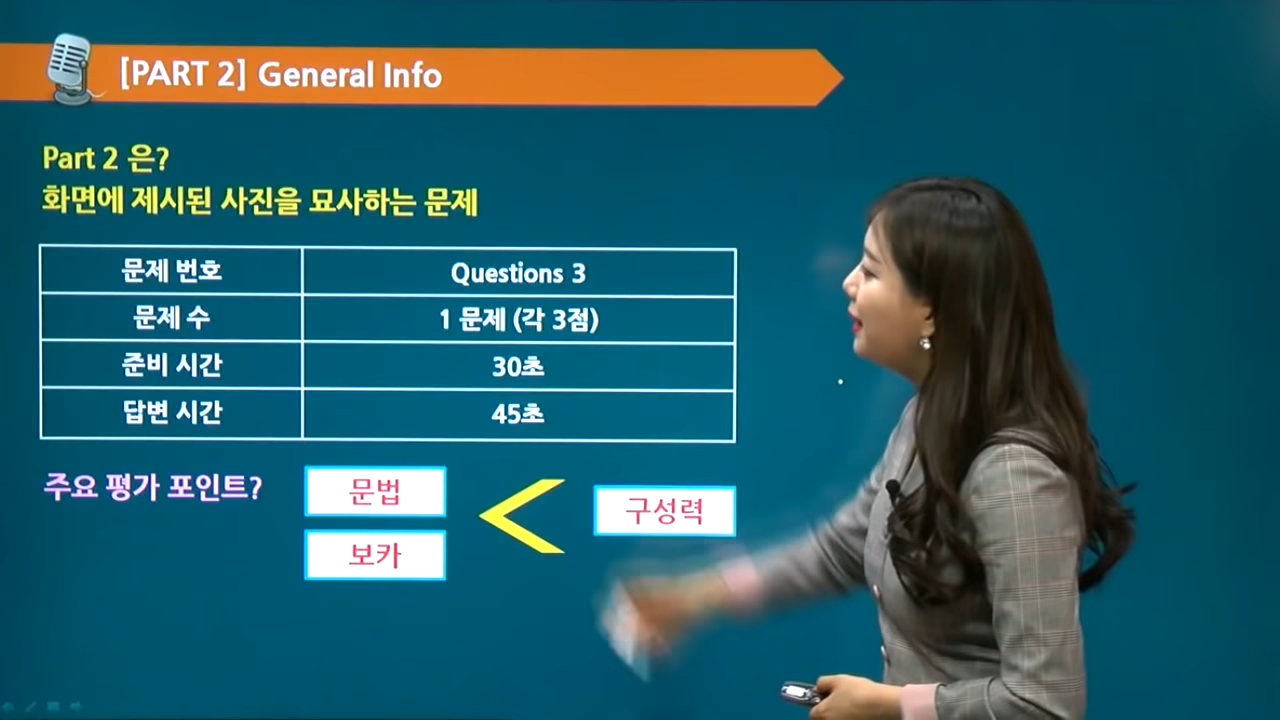 [PART 2] General Info
Part 2 은?
화면에 제시된 사진을 묘사하는 문제
문제 번호 Questions 3
문제 수 1 문제 (각 3점)
준비 시간 30초
답변 시간 45초
주요 평가 포인트?
문법 < 구성력
보카